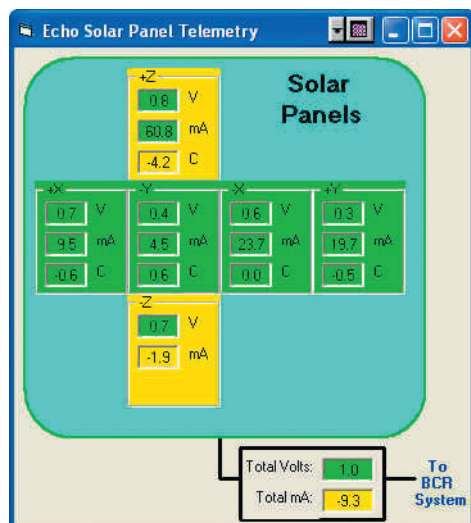 Echo Solar Panel Telemetry
Solar
Panels
+Z
0.8 V
60.8 mA
-4.2 C
+X
0.7 V
9.5 mA
-0.6 C
-Y
0.4 V
4.5 mA
0.6 C
-X
0.6 V
23.7 mA
0.0 C
+Y
0.3 V
19.7 mA
-0.5 C
-Z
0.7 V
-1.9 mA
Total Volts: 1.0
Total mA: -9.3
To
BCR
System